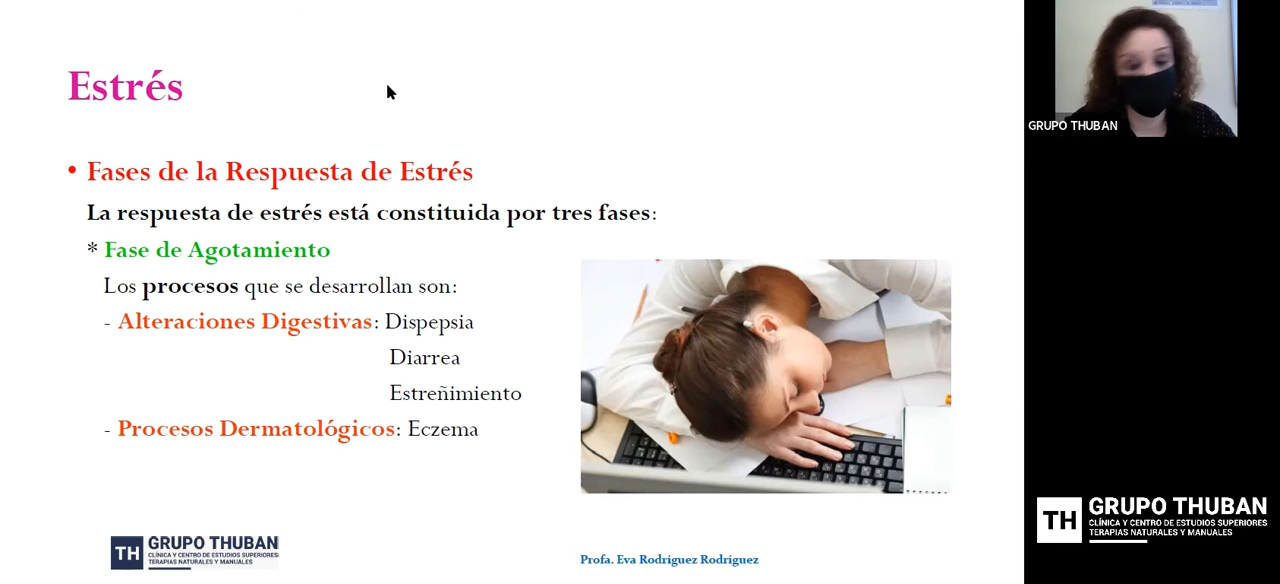 Estrés
• Fases de la Respuesta de Estrés
La respuesta de estrés está constituida por tres fases:
* Fase de Agotamiento
Los procesos que se desarrollan son:
- Alteraciones Digestivas: Dispepsia
Diarrea
Estreñimiento
- Procesos Dermatológicos: Eczema
TH GRUPO THUBAN
CLÍNICA Y CENTRO DE ESTUDIOS SUPERIORES
TERAPIAS NATURALES Y MANUALES
Profa. Eva Rodríguez Rodríguez
GRUPO THUBAN
TH GRUPO THUBAN
CLÍNICA Y CENTRO DE ESTUDIOS SUPERIORES
TERAPIAS NATURALES Y MANUALES